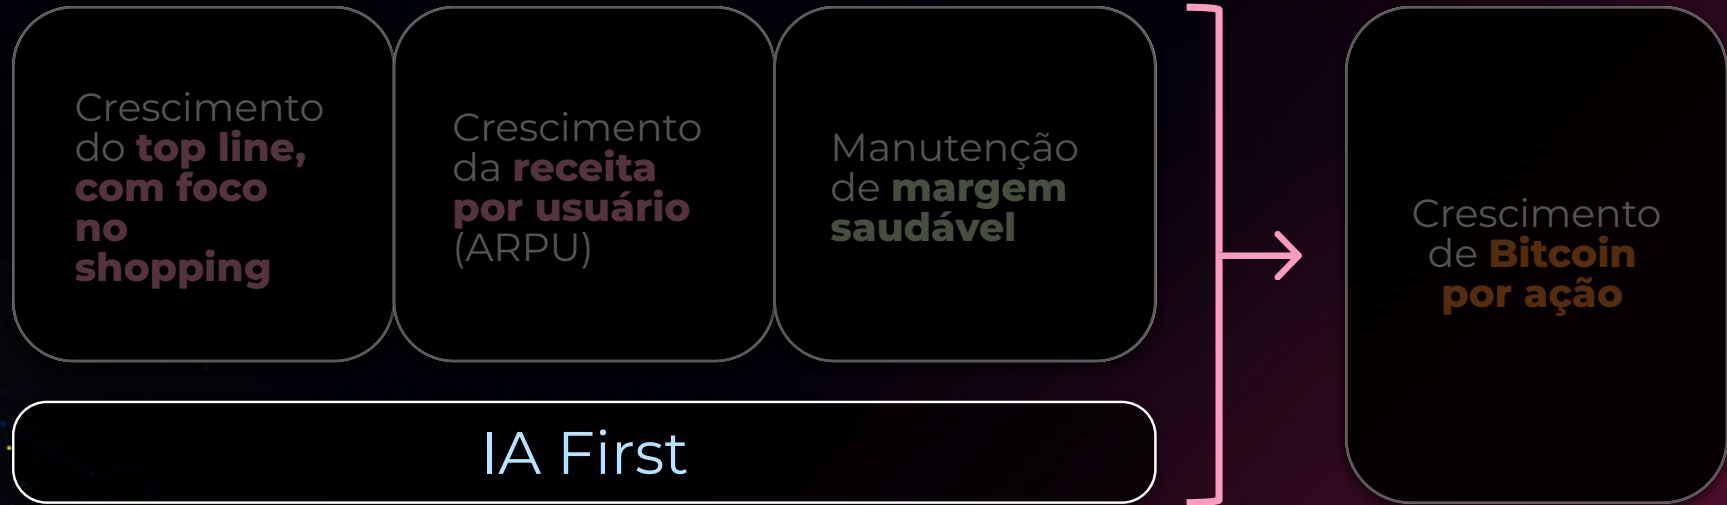 Crescimento
do top line,
com foco
no
shopping
Crescimento
da receita
por usuário
(ARPU)
Manutenção
de margem
saudável
IA First
Crescimento
de Bitcoin
por ação